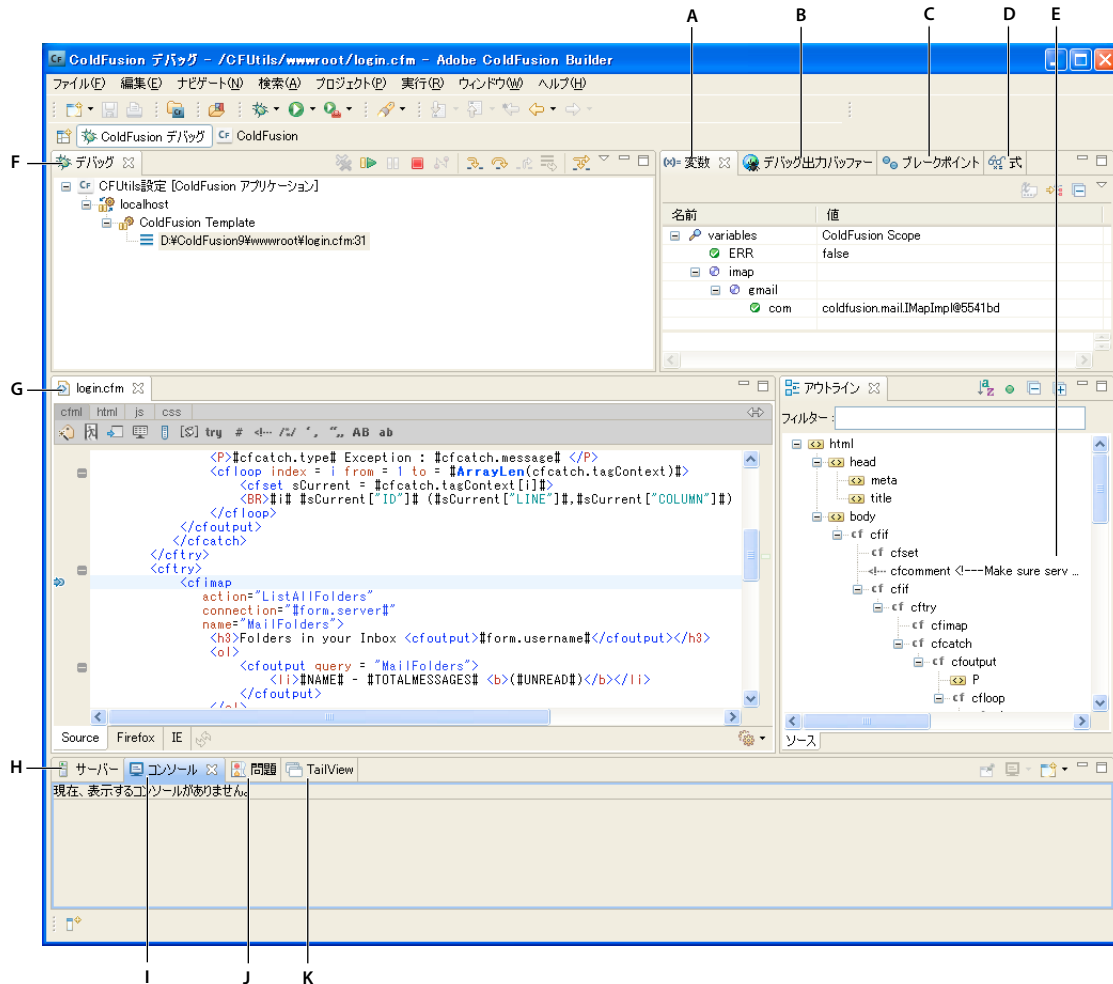 A B C D E
ColdFusion デバッグ - /CFUtils/wwwroot/login.cfm - Adobe ColdFusion Builder
ファイル(F) 編集(E) ナビゲート(N) 検索(A) プロジェクト(P) 実行(R) ウィンドウ(W) ヘルプ(H)
ColdFusion デバッグ ColdFusion
F
デバッグ
CFUtils設定 [ColdFusion アプリケーション]
localhost
ColdFusion Template
D:¥ColdFusion9¥wwwroot¥login.cfm:31
(x)= 変数 デバッグ出力バッファー ブレークポイント 式
名前 値
variables ColdFusion Scope
ERR false
imap
gmail
com coldfusion.mail.IMapImpl@5541bd
G
login.cfm
cfml html js css
try # AB ab
<P>#cfcatch.type# Exception : #cfcatch.message# </P>
<cfloop index = i from = 1 to = #ArrayLen(cfcatch.tagContext)#>
<cfset sCurrent = #cfcatch.tagContext[i]#>
<BR>#i# #sCurrent["ID"]# (#sCurrent["LINE"]#,#sCurrent["COLUMN"]#)
</cfloop>
</cfoutput>
</cfcatch>
</cftry>
<cftry>
<cfimap
action="ListAllFolders"
connection="#form.server#"
name="MailFolders">
<h3>Folders in your Inbox <cfoutput>#form.username#</cfoutput></h3>
<ol>
<cfoutput query = "MailFolders">
<li>#NAME# - #TOTALMESSAGES# <b>(#UNREAD#)</b></li>
</cfoutput>
</ol>
Source Firefox IE
アウトライン
フィルター :
html
head
meta
title
body
cf cfif
cf cfset
<!-- cfcomment <!---Make sure serv ...
cf cfif
cf cftry
cf cfimap
cf cfcatch
cf cfoutput
P
cf cfloop
ソース
H
サーバー コンソール 問題 TailView
現在、表示するコンソールがありません。
I J K